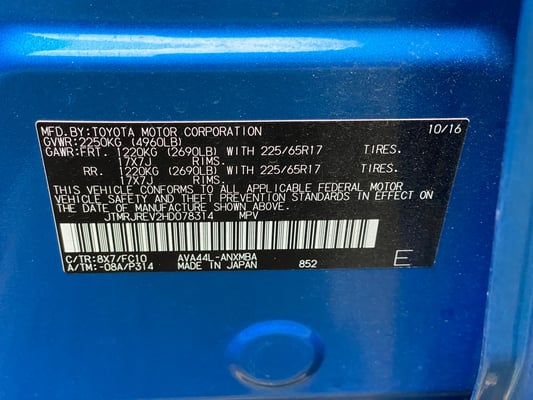 MFD.BY:TOYOTA MOTOR CORPORATION 10/16
GVWR:2250KG (4960LB)
GAWR:FRT. 1220KG (2690LB) WITH 225/65R17 TIRES.
17X7J RIMS.
RR. 1220KG (2690LB) WITH 225/65R17 TIRES.
17X7J RIMS.
THIS VEHICLE CONFORMS TO ALL APPLICABLE FEDERAL MOTOR
VEHICLE SAFETY AND THEFT PREVENTION STANDARDS IN EFFECT
ON THE DATE OF MANUFACTURE SHOWN ABOVE.
JTMRJREV2HD078314 MPV
C/TR:8X7/FC10 AVA44L-ANXMBA
A/TM:-08A/P314 MADE IN JAPAN 852 E